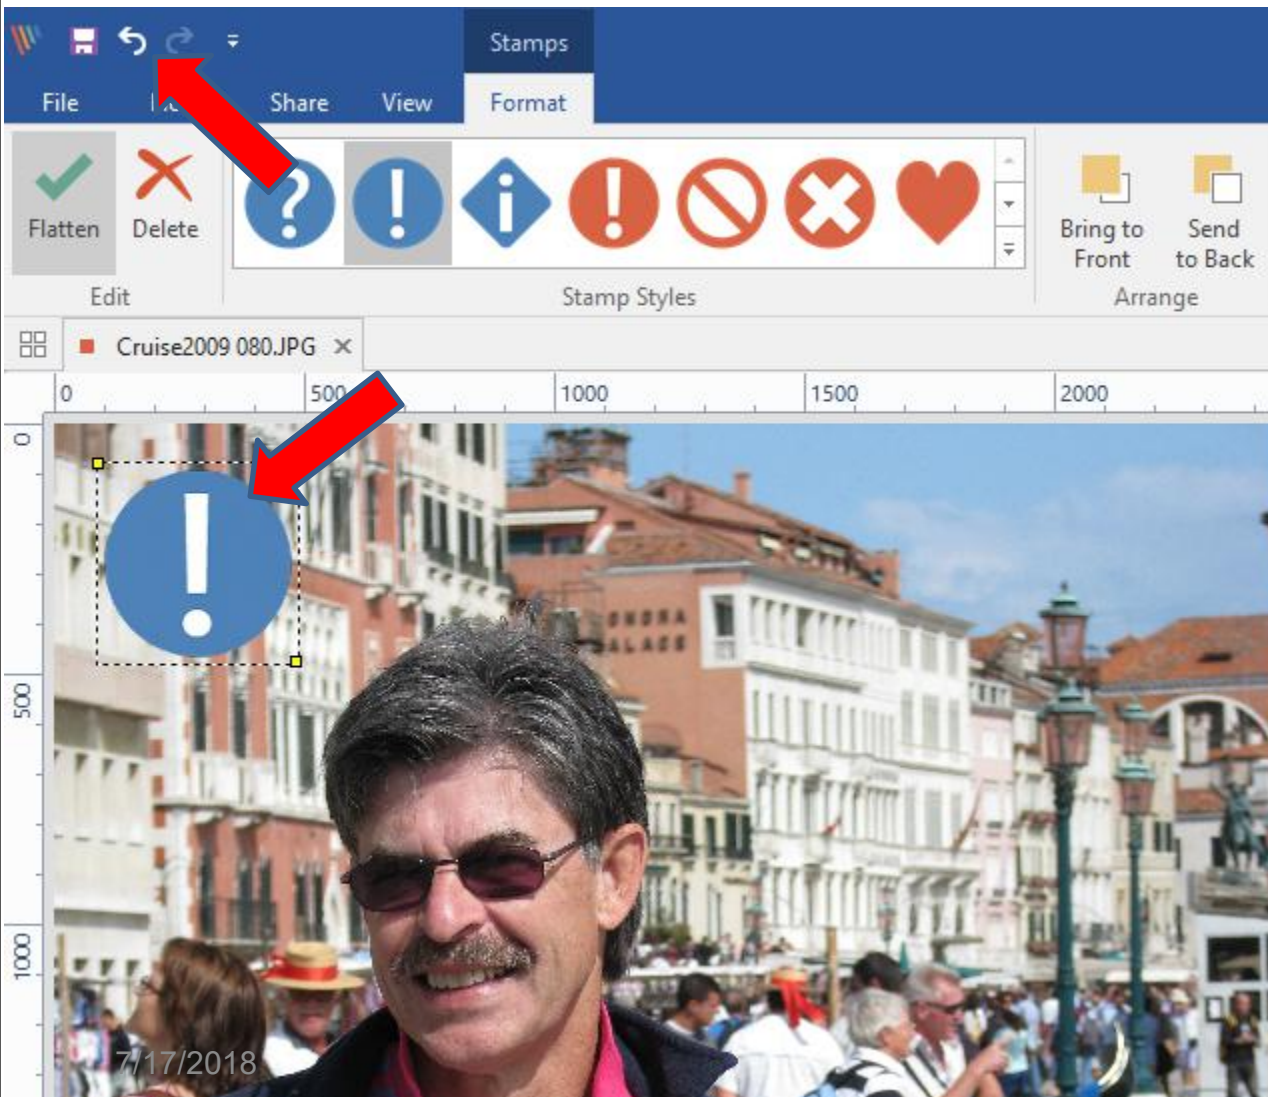 Stamps
File
Share
View
Format
Flatten
Delete
Bring to
Front
Send
to Back
Edit
Stamp Styles
Arrange
Cruise2009 080.JPG
0
500
1000
1500
2000
0
500
1000
7/17/2018